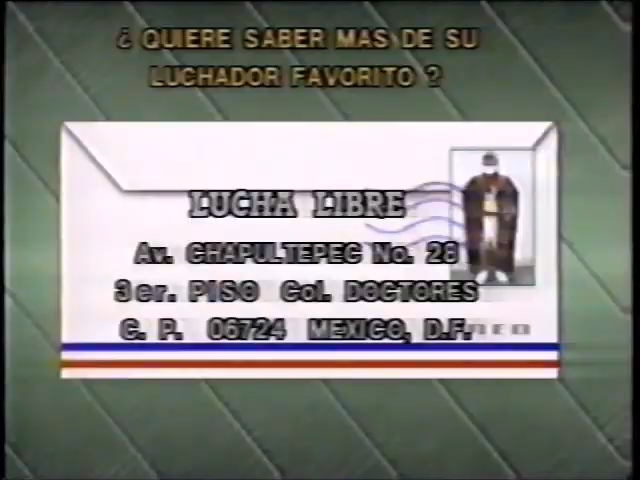 ¿ QUIERE SABER MAS DE SU
LUCHADOR FAVORITO ?
LUCHA LIBRE
Av. CHAPULTEPEC No. 28
3er. PISO Col. DOCTORES
C. P. 06724 MEXICO, D.F.